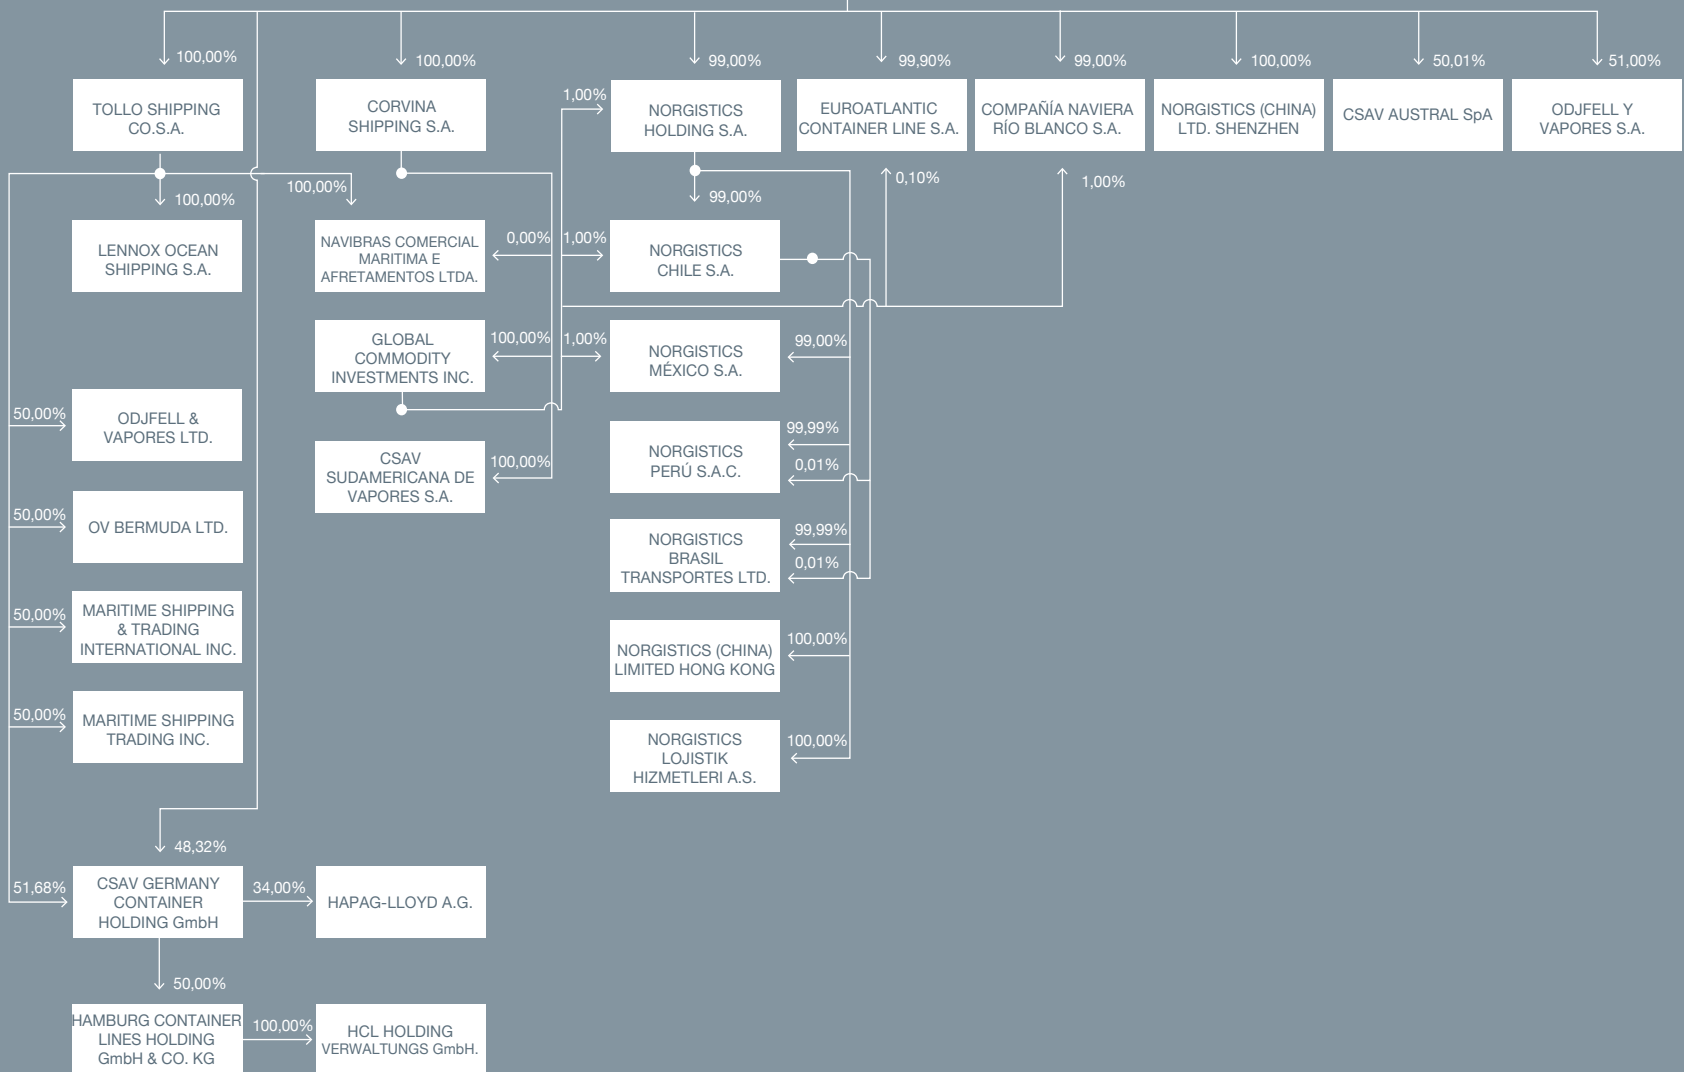 100,00%
100,00%
99,00%
99,90%
99,00%
100,00%
50,01%
51,00%
TOLLO SHIPPING
CO.S.A.
CORVINA
SHIPPING S.A.
1,00%
NORGISTICS
HOLDING S.A.
EUROATLANTIC
CONTAINER LINE S.A.
COMPAÑÍA NAVIERA
RÍO BLANCO S.A.
NORGISTICS (CHINA)
LTD. SHENZHEN
CSAV AUSTRAL SpA
ODJFELL Y
VAPORES S.A.
100,00%
100,00%
99,00%
0,10%
1,00%
LENNOX OCEAN
SHIPPING S.A.
NAVIBRAS COMERCIAL
MARITIMA E
AFRETAMENTOS LTDA.
0,00%
1,00%
NORGISTICS
CHILE S.A.
GLOBAL
COMMODITY
INVESTMENTS INC.
100,00%
1,00%
NORGISTICS
MÉXICO S.A.
99,00%
50,00%
ODJFELL &
VAPORES LTD.
CSAV
SUDAMERICANA DE
VAPORES S.A.
100,00%
NORGISTICS
PERÚ S.A.C.
99,99%
0,01%
50,00%
OV BERMUDA LTD.
NORGISTICS
BRASIL
TRANSPORTES LTD.
99,99%
0,01%
50,00%
MARITIME SHIPPING
& TRADING
INTERNATIONAL INC.
NORGISTICS (CHINA)
LIMITED HONG KONG
100,00%
50,00%
MARITIME SHIPPING
TRADING INC.
NORGISTICS
LOJISTIK
HIZMETLERI A.S.
100,00%
48,32%
51,68%
CSAV GERMANY
CONTAINER
HOLDING GmbH
34,00%
HAPAG-LLOYD A.G.
50,00%
HAMBURG CONTAINER
LINES HOLDING
GmbH & CO. KG
100,00%
HCL HOLDING
VERWALTUNGS GmbH.